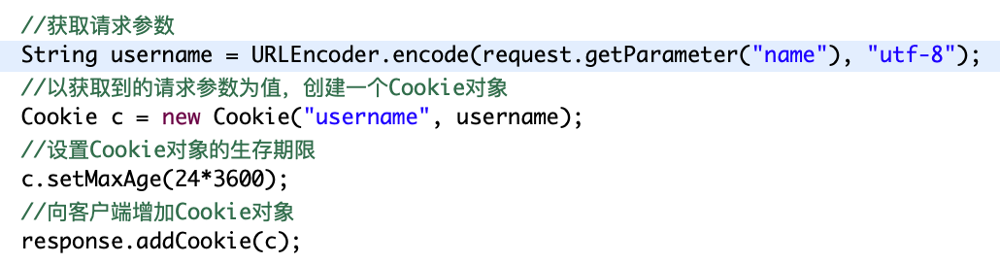 //获取请求参数
String username = URLEncoder.encode(request.getParameter("name"), "utf-8");
//以获取到的请求参数为值，创建一个Cookie对象
Cookie c = new Cookie("username", username);
//设置Cookie对象的生存期限
c.setMaxAge(24*3600);
//向客户端增加Cookie对象
response.addCookie(c);